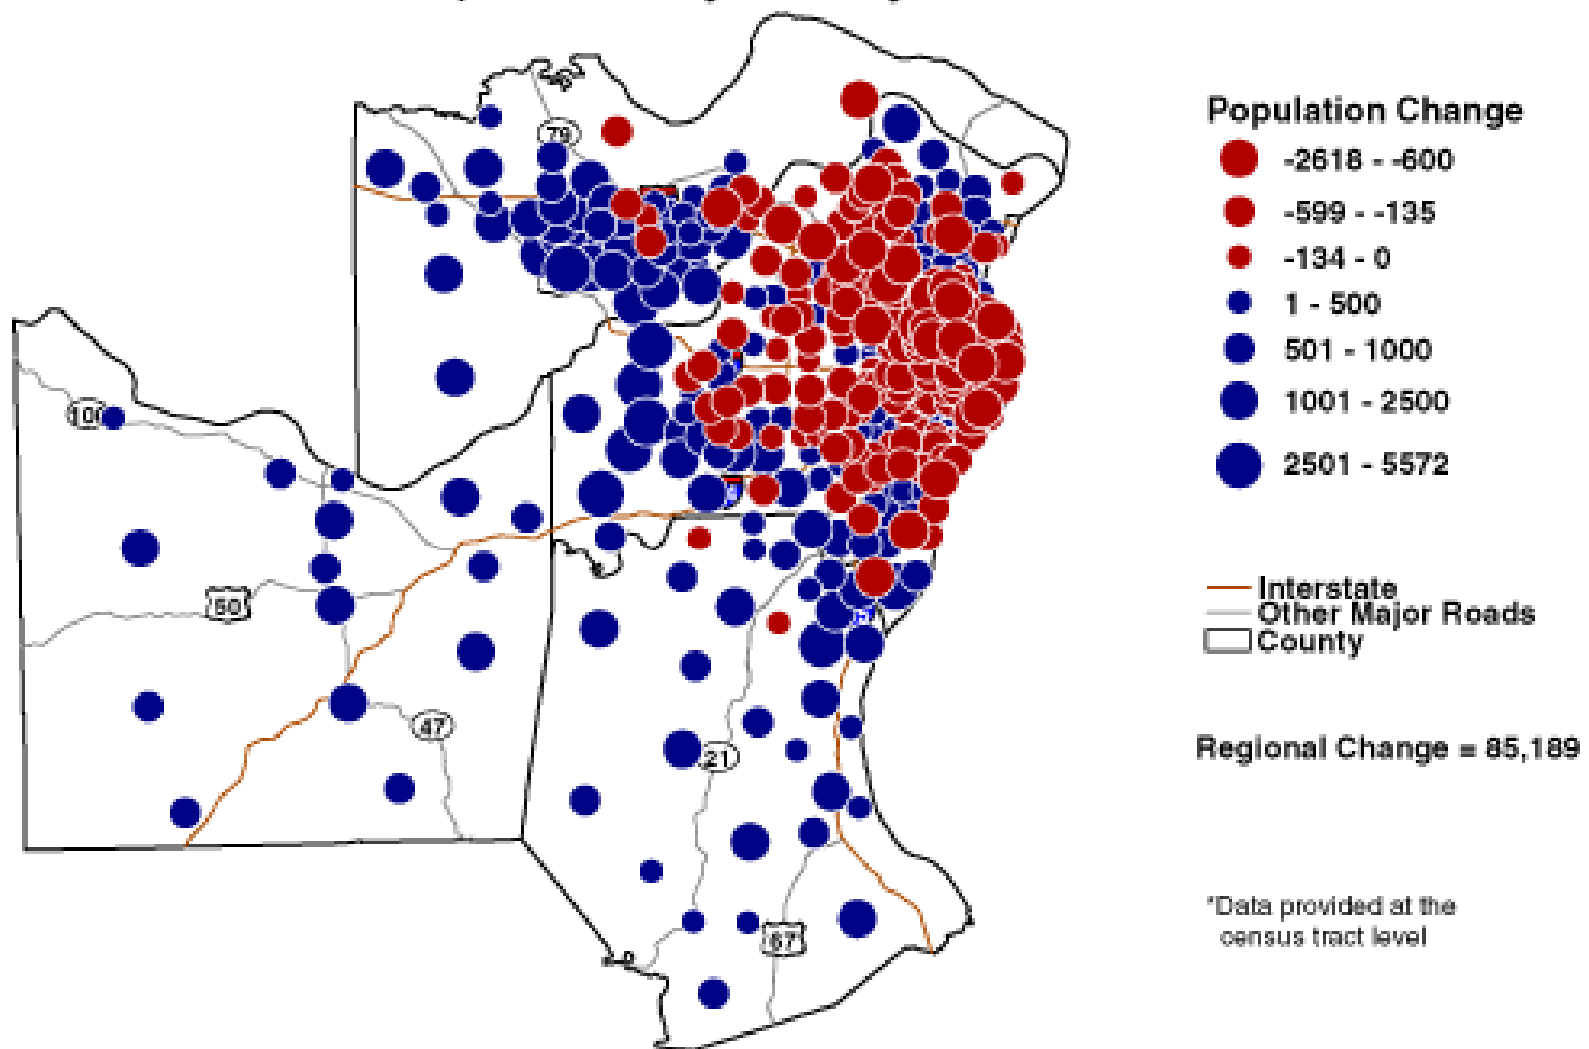 Population Change
-2618 - -600
-599 - -135
-134 - 0
1 - 500
501 - 1000
1001 - 2500
2501 - 5572
Interstate
Other Major Roads
County
Regional Change = 85,189
*Data provided at the
census tract level
79
50
47
21
67